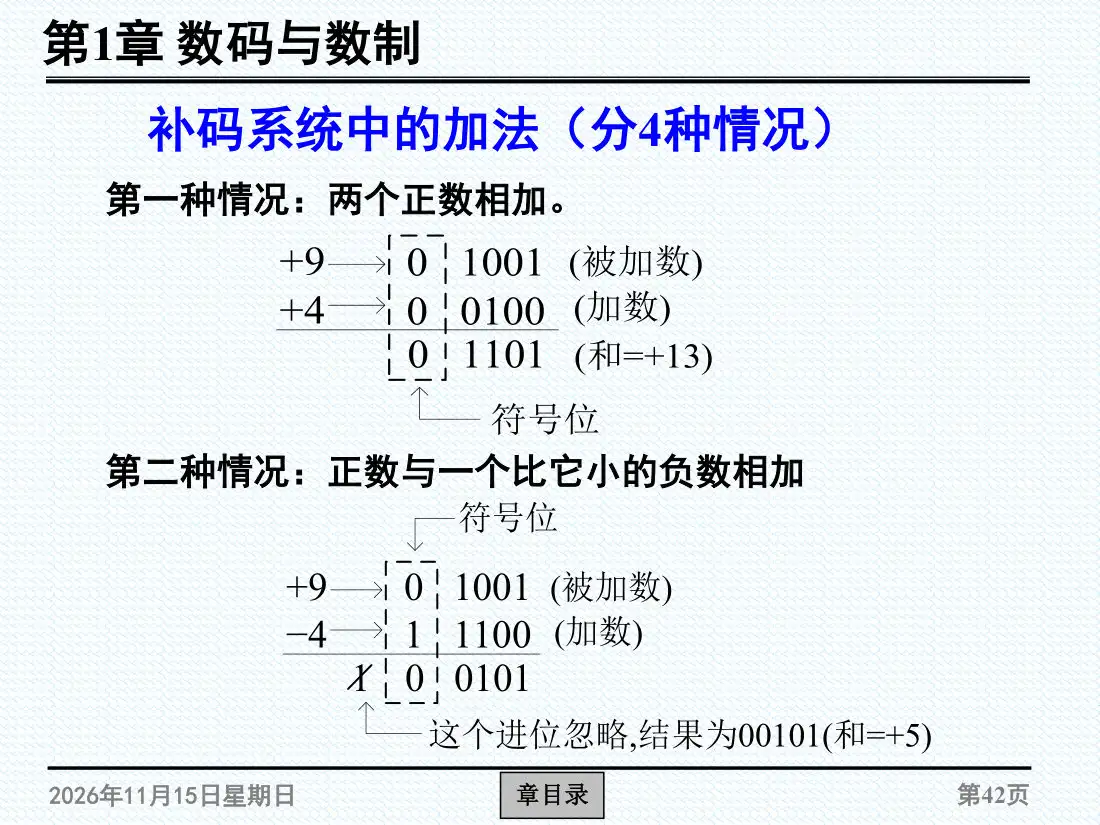 第1章 数码与数制
补码系统中的加法（分4种情况）
第一种情况：两个正数相加。
+9 0 1001 (被加数)
+4 0 0100 (加数)
0 1101 (和=+13)
符号位
第二种情况：正数与一个比它小的负数相加
符号位
+9 0 1001 (被加数)
−4 1 1100 (加数)
1 0 0101
这个进位忽略,结果为00101(和=+5)
2026年11月15日星期日 章目录 第42页